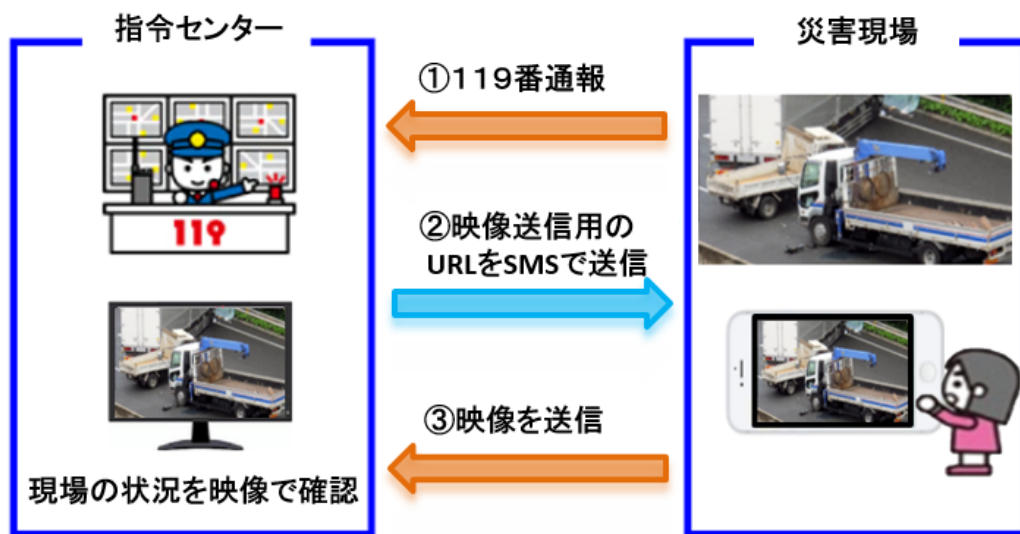 指令センター
災害現場
①119番通報
119
②映像送信用の
URLをSMSで送信
③映像を送信
現場の状況を映像で確認